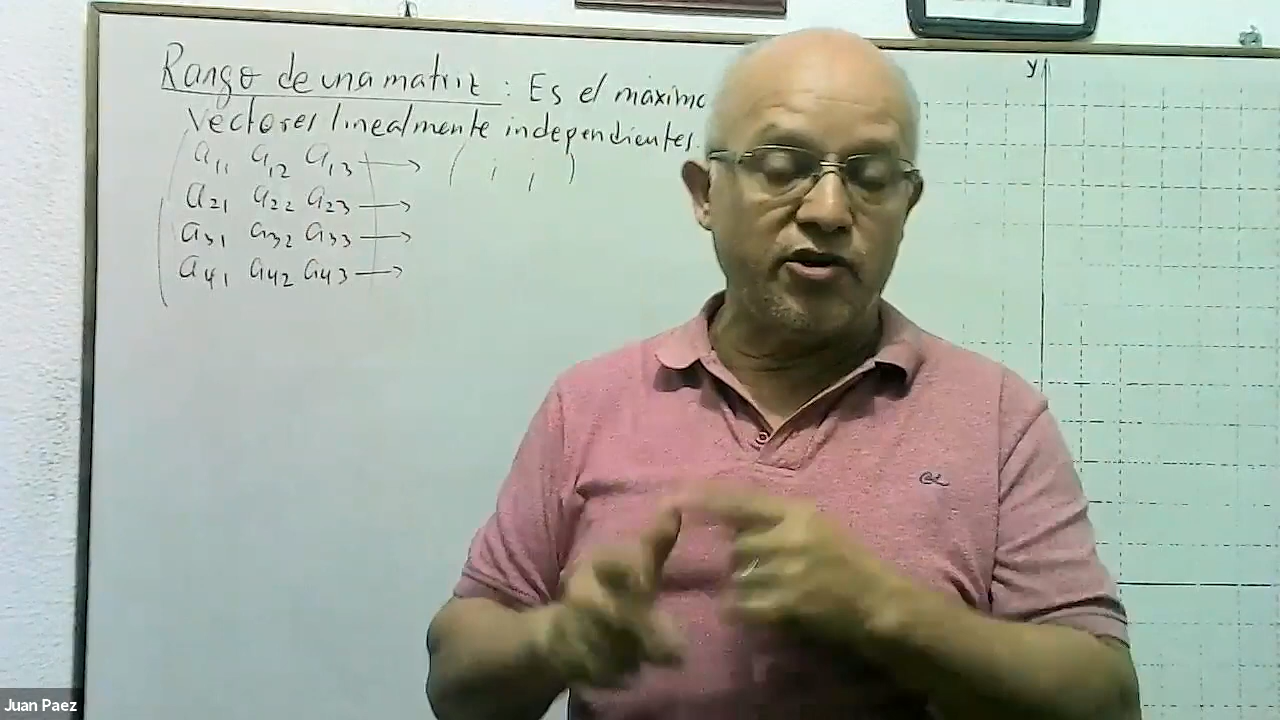 Rango de una matriz : Es el máximo
vectores linealmente independientes.
a11 a12 a13 → ( , , )
a21 a22 a23 →
a31 a32 a33 →
a41 a42 a43 →
y
Juan Paez